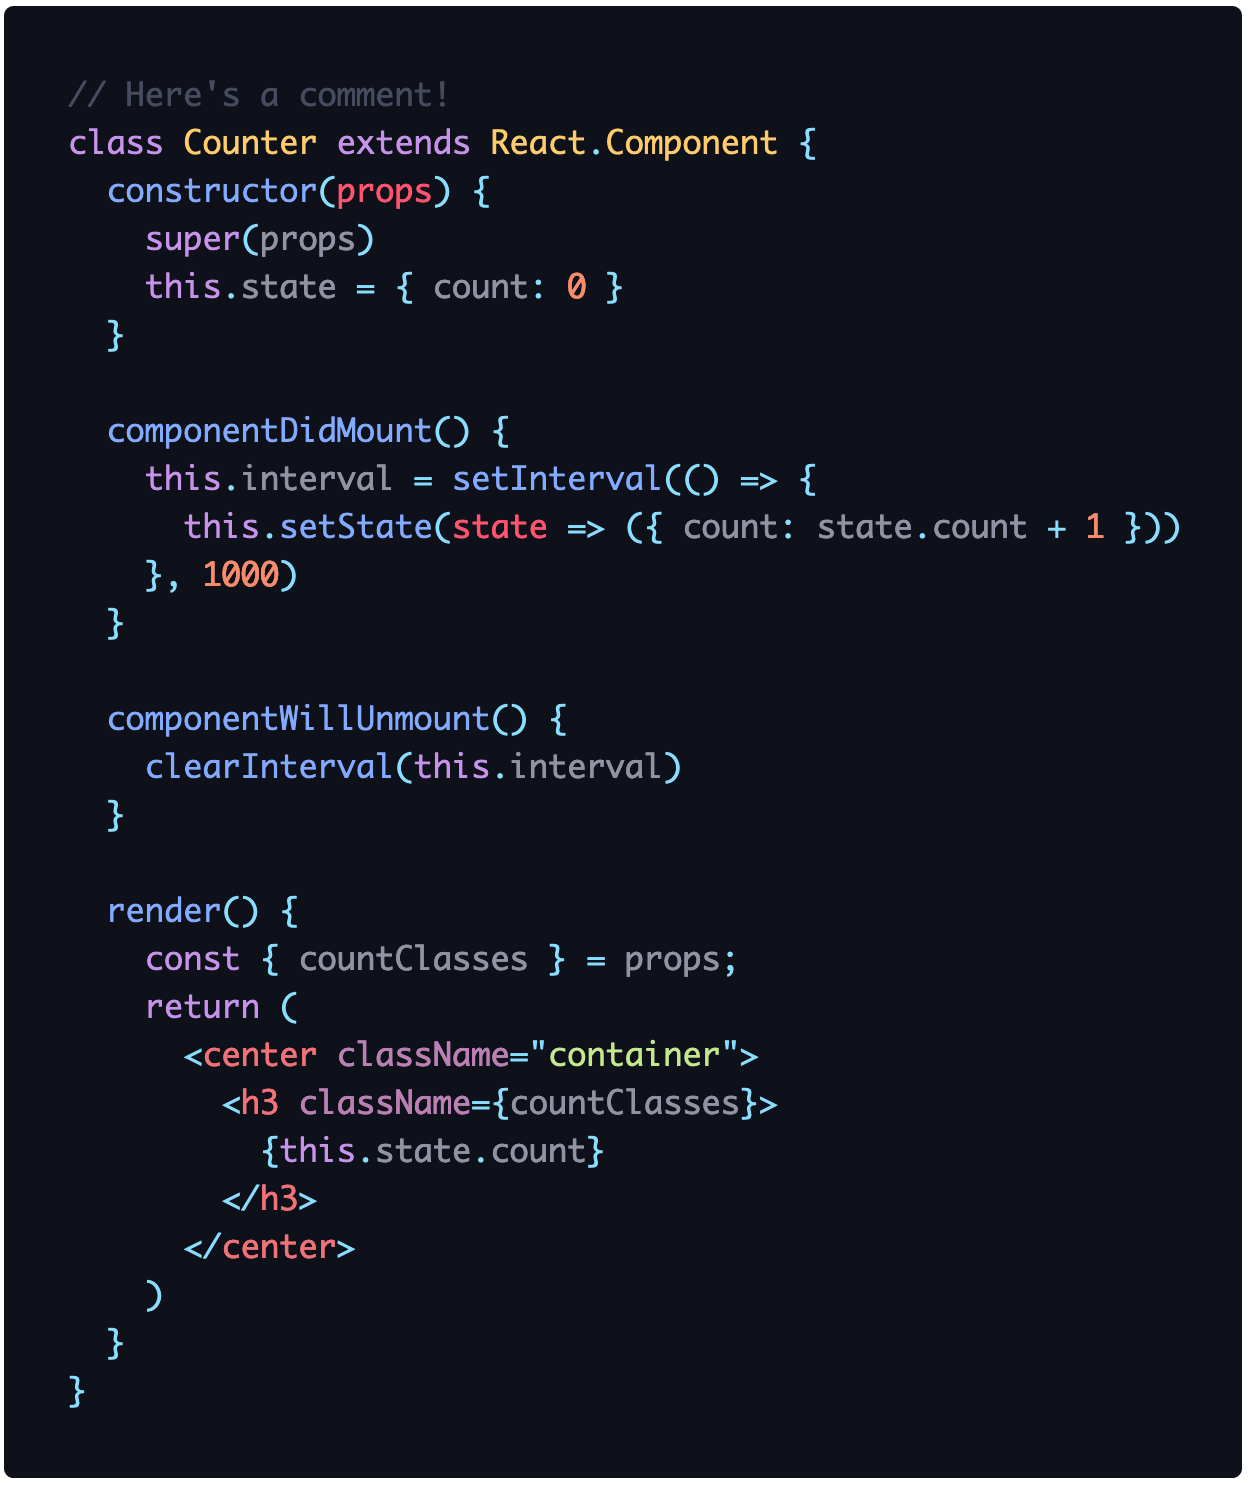 // Here's a comment!
class Counter extends React.Component {
  constructor(props) {
    super(props)
    this.state = { count: 0 }
  }

  componentDidMount() {
    this.interval = setInterval(() => {
      this.setState(state => ({ count: state.count + 1 }))
    }, 1000)
  }

  componentWillUnmount() {
    clearInterval(this.interval)
  }

  render() {
    const { countClasses } = props;
    return (
      <center className="container">
        <h3 className={countClasses}>
          {this.state.count}
        </h3>
      </center>
    )
  }
}